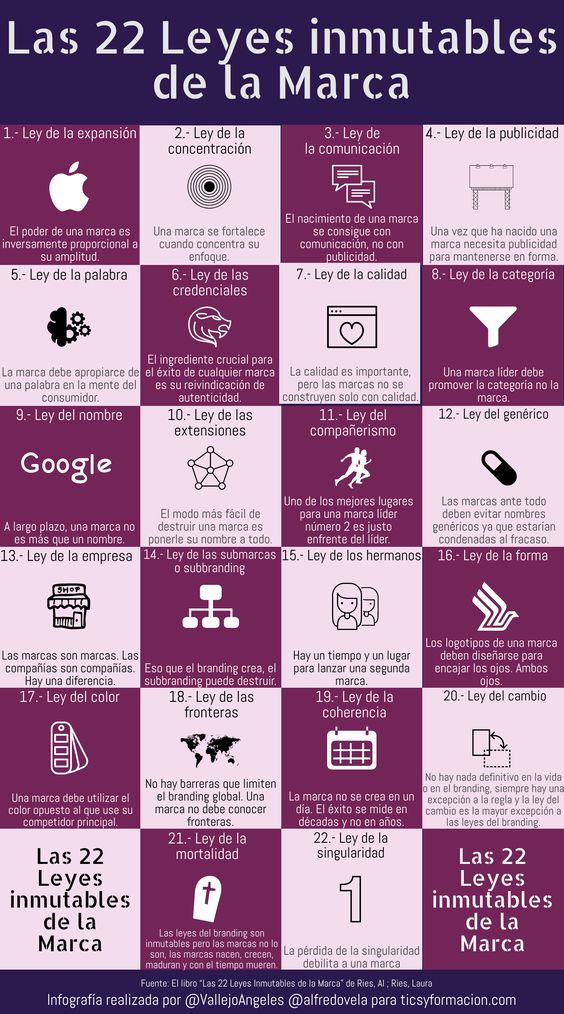 Las 22 Leyes inmutables
de la Marca
1.- Ley de la expansión
El poder de una marca es
inversamente proporcional a
su amplitud.
2.- Ley de la
concentración
Una marca se fortalece
cuando concentra su
enfoque.
3.- Ley de
la comunicación
El nacimiento de una marca
se consigue con
comunicación, no con
publicidad.
4.- Ley de la publicidad
Una vez que ha nacido una
marca necesita publicidad
para mantenerse en forma.
5.- Ley de la palabra
La marca debe apropiarce de
una palabra en la mente del
consumidor.
6.- Ley de las
credenciales
El ingrediente crucial para
el éxito de cualquier marca
es su reivindicación de
autenticidad.
7.- Ley de la calidad
La calidad es importante,
pero las marcas no se
construyen solo con calidad.
8.- Ley de la categoría
Una marca líder debe
promover la categoría no la
marca.
9.- Ley del nombre
Google
A largo plazo, una marca no
es más que un nombre.
10.- Ley de las
extensiones
El modo más fácil de
destruir una marca es
ponerle su nombre a todo.
11.- Ley del
compañerismo
Uno de los mejores lugares
para una marca líder
número 2 es justo
enfrente del líder.
12.- Ley del genérico
Las marcas ante todo
deben evitar nombres
genéricos ya que estarían
condenadas al fracaso.
13.- Ley de la empresa
SHOP
Las marcas son marcas. Las
compañías son compañías.
Hay una diferencia.
14.- Ley de las submarcas
o subbranding
Eso que el branding crea, el
subbranding puede destruir.
15.- Ley de los hermanos
Hay un tiempo y un lugar
para lanzar una segunda
marca.
16.- Ley de la forma
Los logotipos de una marca
deben diseñarse para
encajar los ojos. Ambos
ojos.
17.- Ley del color
Una marca debe utilizar el
color opuesto al que use su
competidor principal.
18.- Ley de las
fronteras
No hay barreras que limiten
el branding global. Una
marca no debe conocer
fronteras.
19.- Ley de la
coherencia
La marca no se crea en un
día. El éxito se mide en
décadas y no en años.
20.- Ley del cambio
No hay nada definitivo en la vida
o en el branding, siempre hay una
excepción a la regla y la ley del
cambio es la mayor excepción a
las leyes del branding.
Las 22
Leyes
inmutables
de la
Marca
21.- Ley de la
mortalidad
Las leyes del branding son
inmutables pero las marcas no lo
son, las marcas nacen, crecen,
maduran y con el tiempo mueren.
22.- Ley de la
singularidad
1
La pérdida de la singularidad
debilita a una marca
Las 22
Leyes
inmutables
de la
Marca
Fuente: El libro "Las 22 Leyes Inmutables de la Marca" de Ries, Al ; Ries, Laura
Infografía realizada por @VallejoAngeles @alfredovela para ticsyformacion.com